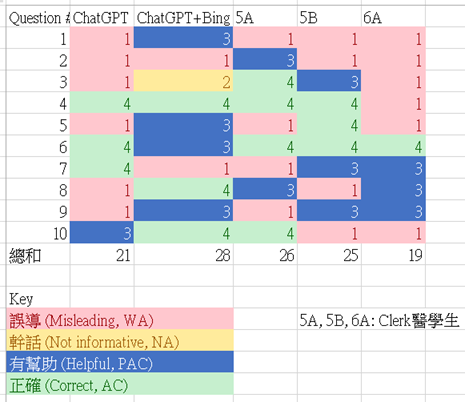 Question # ChatGPT ChatGPT+Bing 5A 5B 6A
1 1 3 1 1 1
2 1 1 3 1 1
3 1 2 4 3 1
4 4 4 4 4 1
5 1 3 1 4 1
6 4 3 4 4 4
7 4 1 1 3 3
8 1 4 3 1 3
9 1 3 1 3 3
10 3 4 4 1 1
總和 21 28 26 25 19
Key
誤導 (Misleading, WA) 5A, 5B, 6A: Clerk醫學生
幹話 (Not informative, NA)
有幫助 (Helpful, PAC)
正確 (Correct, AC)